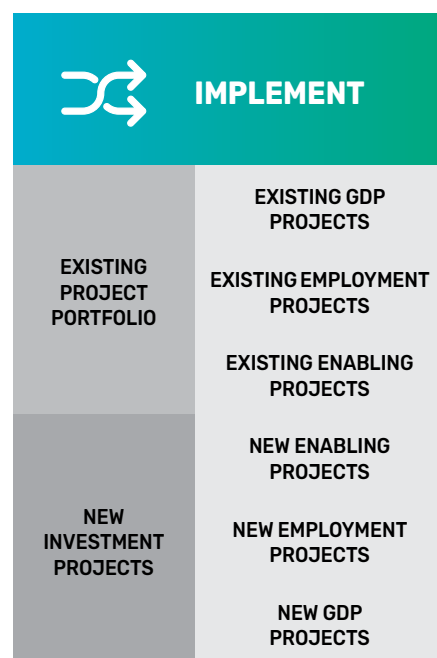 IMPLEMENT
EXISTING
PROJECT
PORTFOLIO
EXISTING GDP
PROJECTS
EXISTING EMPLOYMENT
PROJECTS
EXISTING ENABLING
PROJECTS
NEW
INVESTMENT
PROJECTS
NEW ENABLING
PROJECTS
NEW EMPLOYMENT
PROJECTS
NEW GDP
PROJECTS